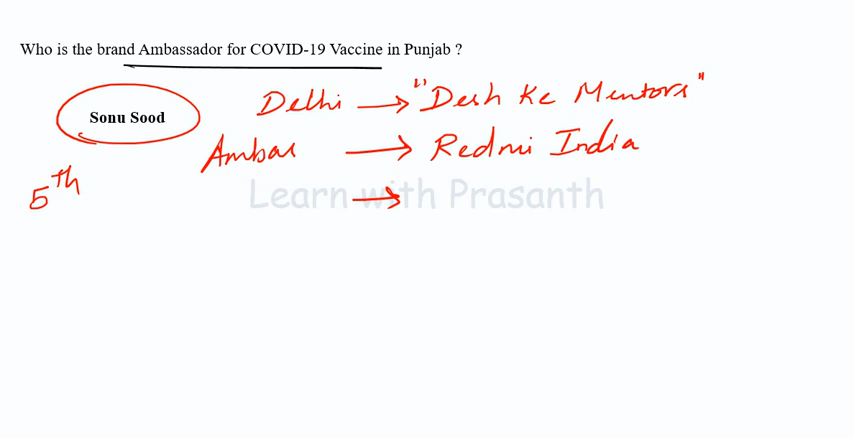 Who is the brand Ambassador for COVID-19 Vaccine in Punjab ?
Delhi → "Desh Ke Mentors"
Sonu Sood
Ambas → Redmi India
5th
Learn with Prasanth
→